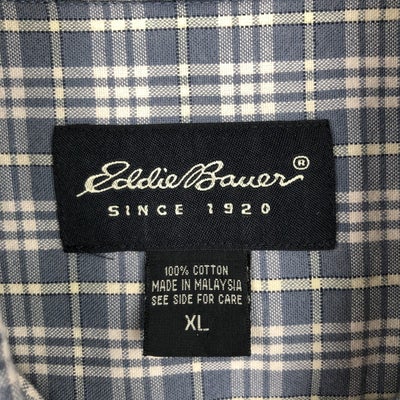 Eddie Bauer®
SINCE 1920
100% COTTON
MADE IN MALAYSIA
SEE SIDE FOR CARE
XL